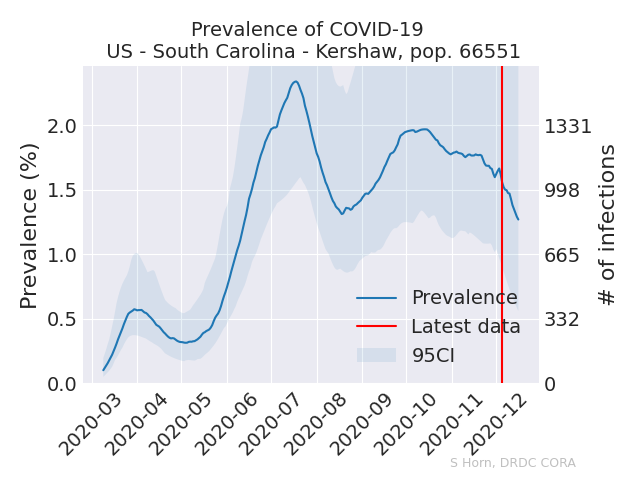 Prevalence of COVID-19
US - South Carolina - Kershaw, pop. 66551
Prevalence (%)
2.0
1.5
1.0
0.5
0.0
1331
998
665
332
0
# of infections
Prevalence
Latest data
95CI
2020-03
2020-04
2020-05
2020-06
2020-07
2020-08
2020-09
2020-10
2020-11
2020-12
S Horn, DRDC CORA